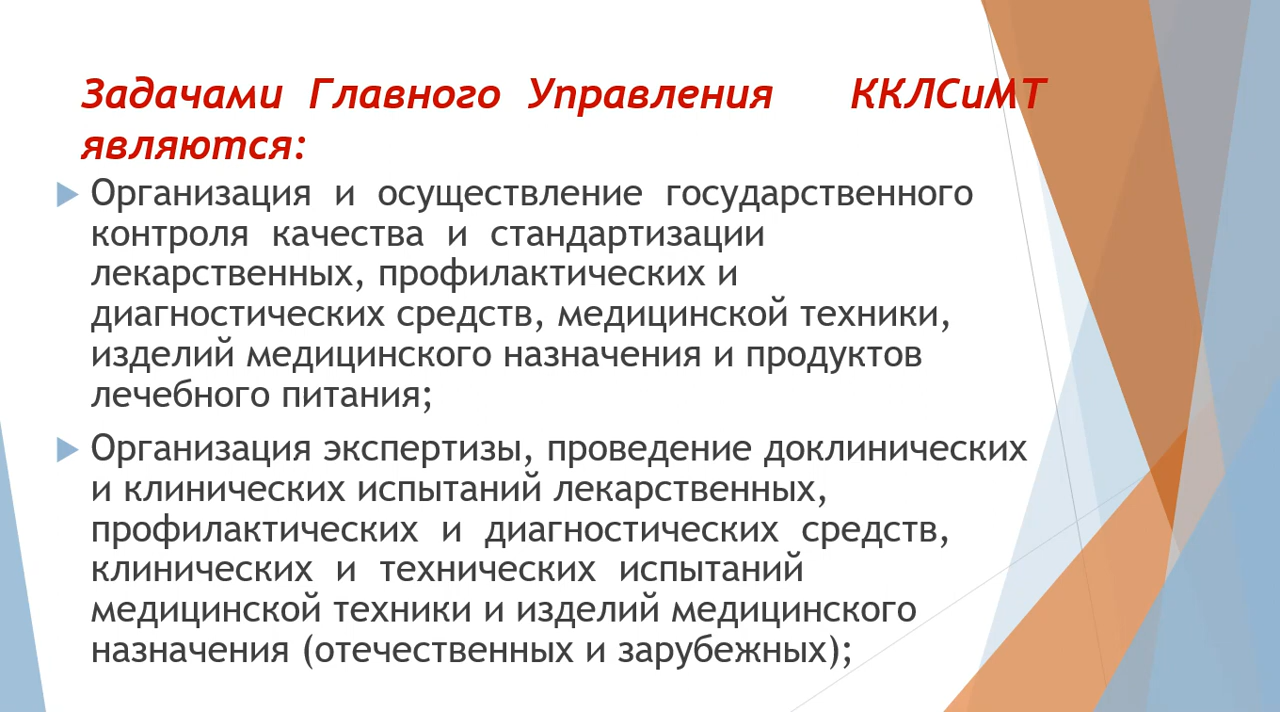 Задачами Главного Управления ККЛСиМТ
являются:
Организация и осуществление государственного
контроля качества и стандартизации
лекарственных, профилактических и
диагностических средств, медицинской техники,
изделий медицинского назначения и продуктов
лечебного питания;
Организация экспертизы, проведение доклинических
и клинических испытаний лекарственных,
профилактических и диагностических средств,
клинических и технических испытаний
медицинской техники и изделий медицинского
назначения (отечественных и зарубежных);